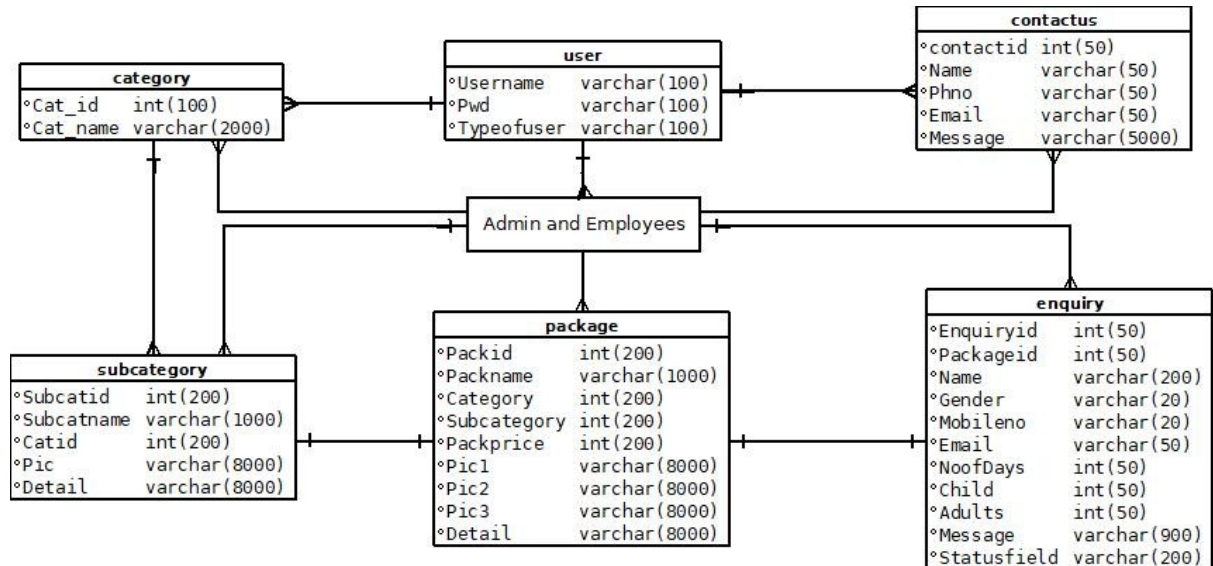 category
°Cat_id int(100)
°Cat_name varchar(2000)
user
°Username varchar(100)
°Pwd varchar(100)
°Typeofuser varchar(100)
contactus
°contactid int(50)
°Name varchar(50)
°Phno varchar(50)
°Email varchar(50)
°Message varchar(5000)
Admin and Employees
subcategory
°Subcatid int(200)
°Subcatname varchar(1000)
°Catid int(200)
°Pic varchar(8000)
°Detail varchar(8000)
package
°Packid int(200)
°Packname varchar(1000)
°Category int(200)
°Subcategory int(200)
°Packprice int(200)
°Pic1 varchar(8000)
°Pic2 varchar(8000)
°Pic3 varchar(8000)
°Detail varchar(8000)
enquiry
°Enquiryid int(50)
°Packageid int(50)
°Name varchar(200)
°Gender varchar(20)
°Mobileno varchar(20)
°Email varchar(50)
°NoofDays int(50)
°Child int(50)
°Adults int(50)
°Message varchar(900)
°Statusfield varchar(200)